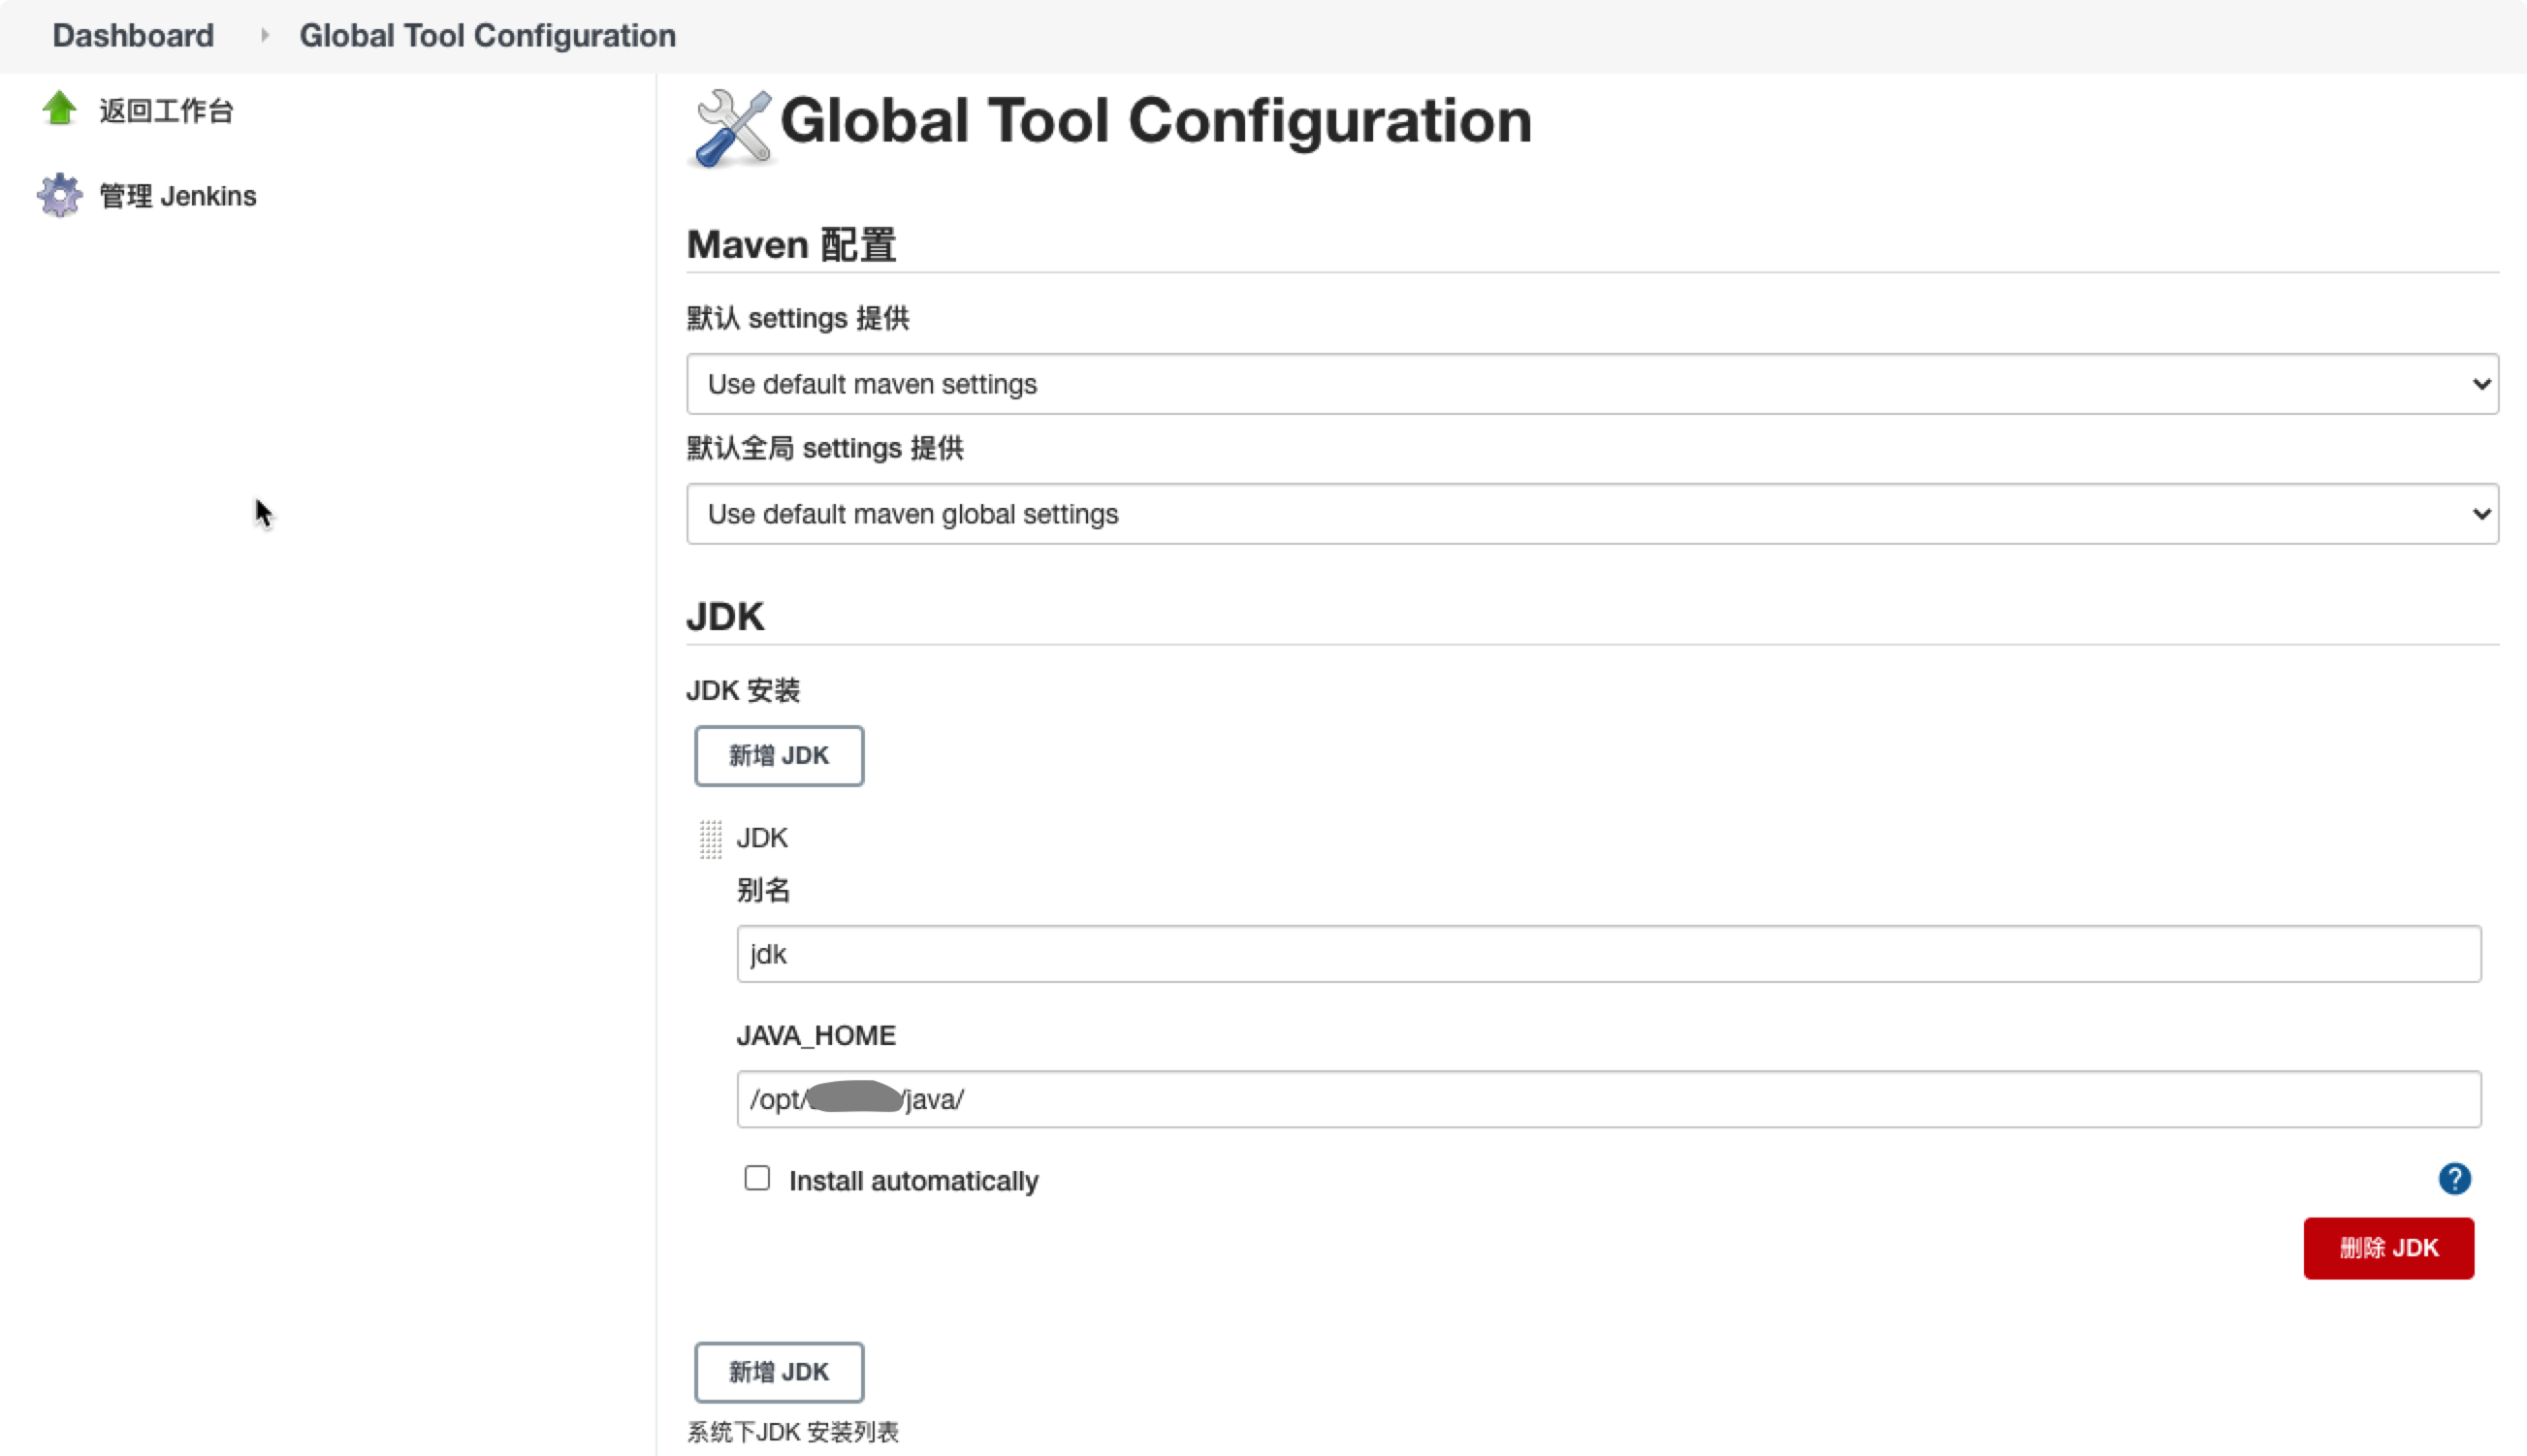 Dashboard Global Tool Configuration
返回工作台
管理 Jenkins
Global Tool Configuration
Maven 配置
默认 settings 提供
Use default maven settings
默认全局 settings 提供
Use default maven global settings
JDK
JDK 安装
新增 JDK
JDK
别名
jdk
JAVA_HOME
/opt/ /java/
Install automatically ?
删除 JDK
新增 JDK
系统下JDK 安装列表